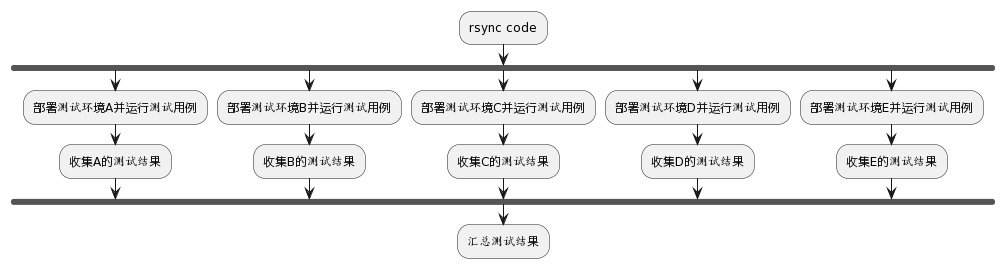 rsync code
部署测试环境A并运行测试用例
部署测试环境B并运行测试用例
部署测试环境C并运行测试用例
部署测试环境D并运行测试用例
部署测试环境E并运行测试用例
收集A的测试结果
收集B的测试结果
收集C的测试结果
收集D的测试结果
收集E的测试结果
汇总测试结果